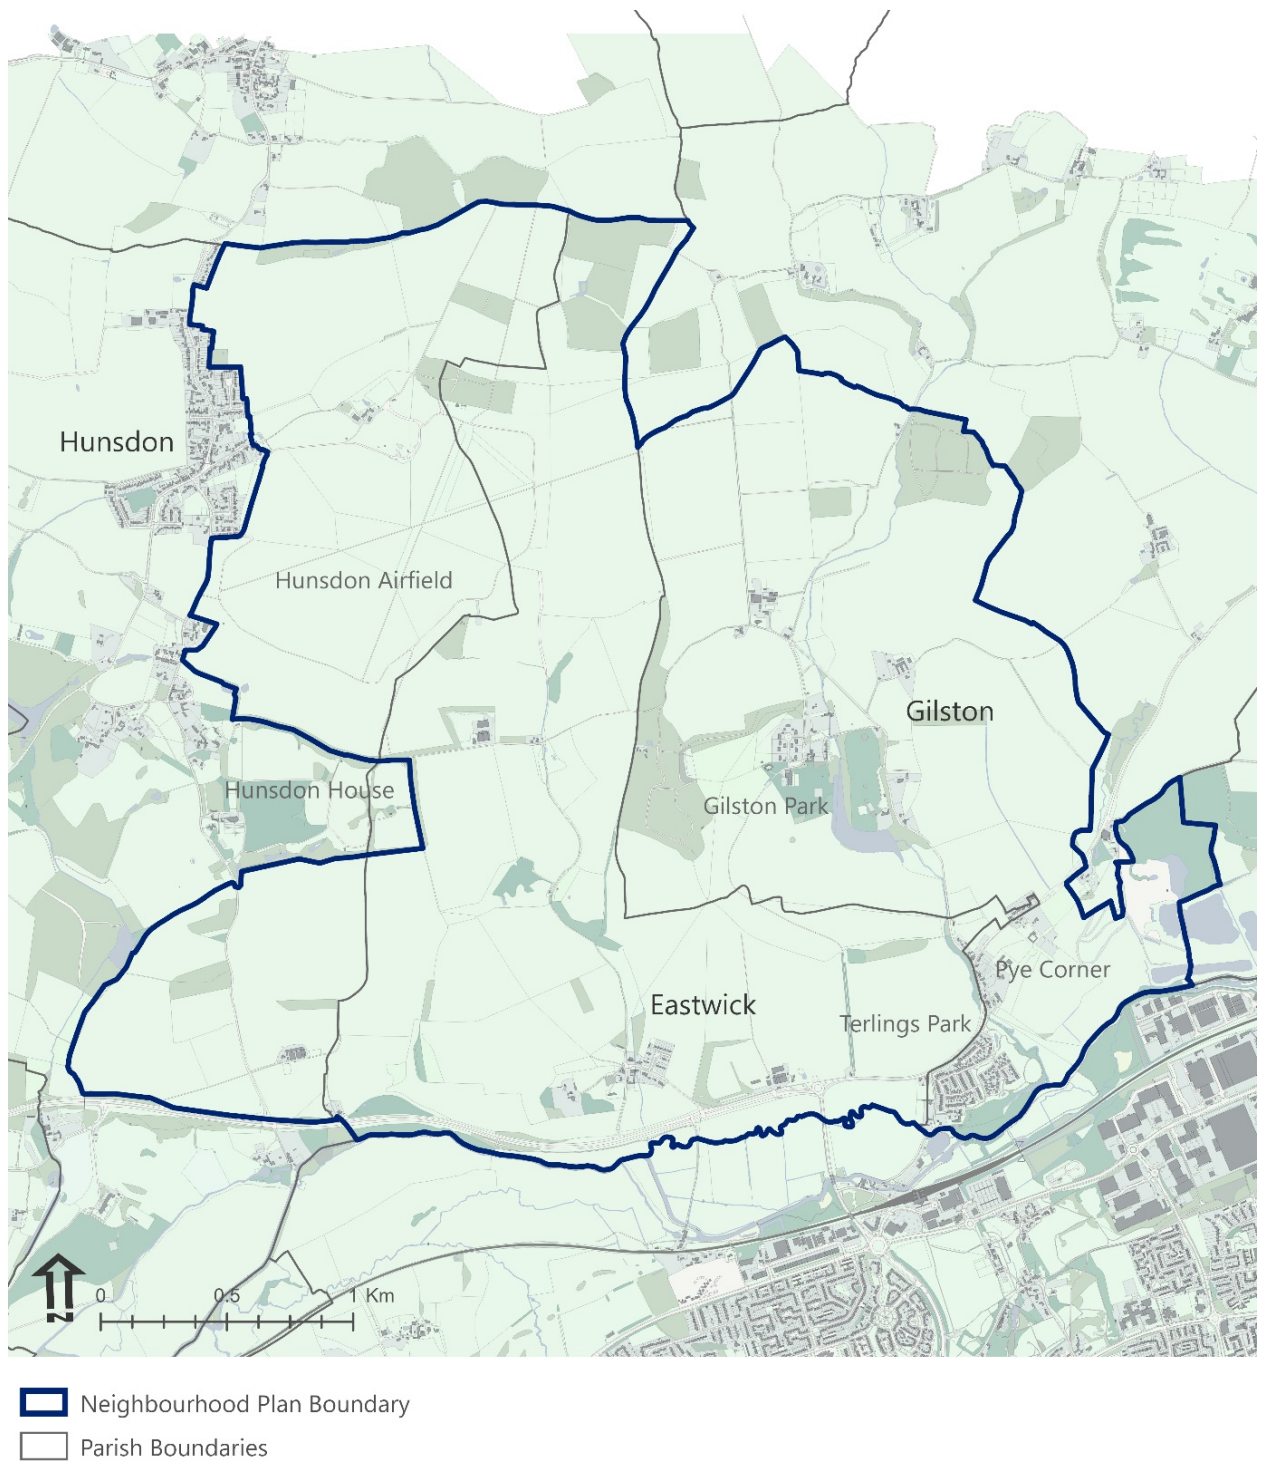 Hunsdon
Hunsdon Airfield
Gilston
Hunsdon House
Gilston Park
Pye Corner
Eastwick
Terlings Park
N
0 0.5 1 Km
Neighbourhood Plan Boundary
Parish Boundaries